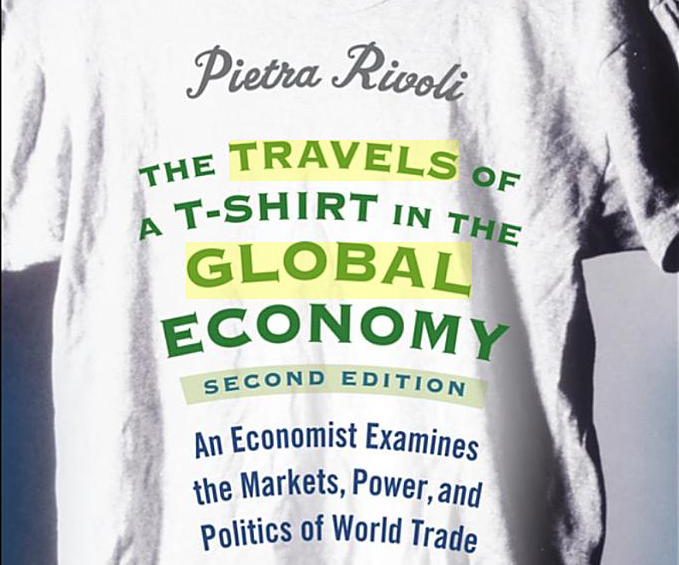 Pietra Rivoli
THE TRAVELS OF
A T-SHIRT IN THE
GLOBAL
ECONOMY
SECOND EDITION
An Economist Examines
the Markets, Power, and
Politics of World Trade